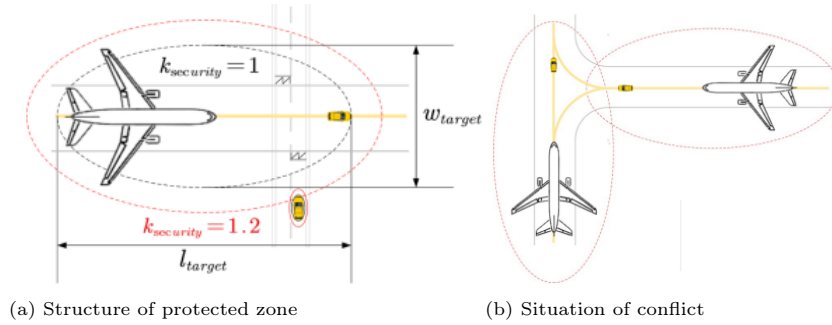 k_security = 1
w_target
k_security = 1.2
l_target
(a) Structure of protected zone
(b) Situation of conflict